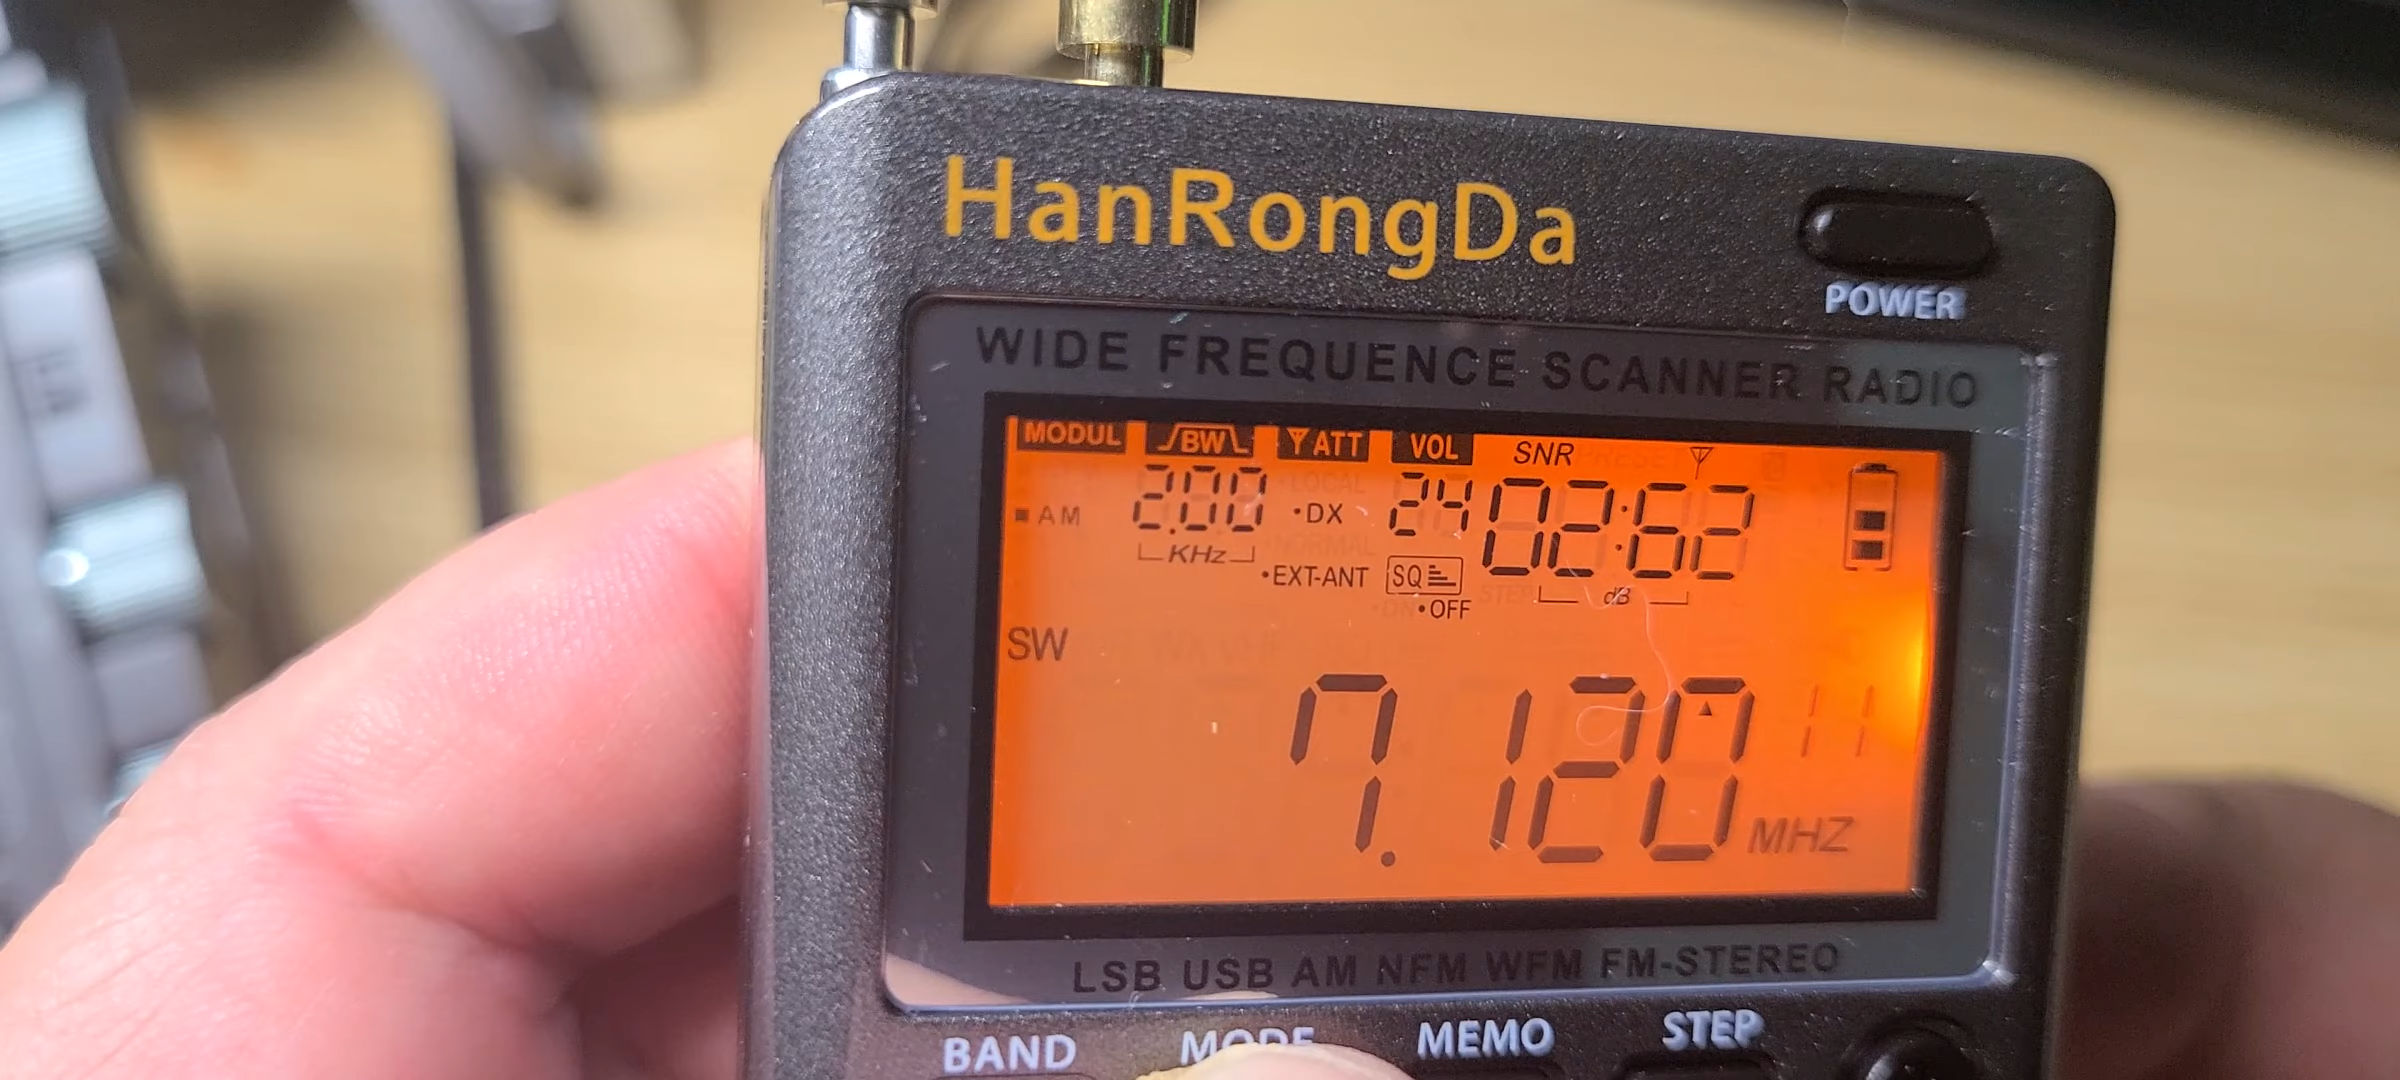 HanRongDa
POWER
WIDE FREQUENCE SCANNER RADIO
MODUL BW ATT VOL SNR
AM 2.00 •DX 24 02:62
KHz •EXT-ANT SQ dB
•OFF
SW
7.120 MHZ
LSB USB AM NFM WFM FM-STEREO
BAND MODE MEMO STEP